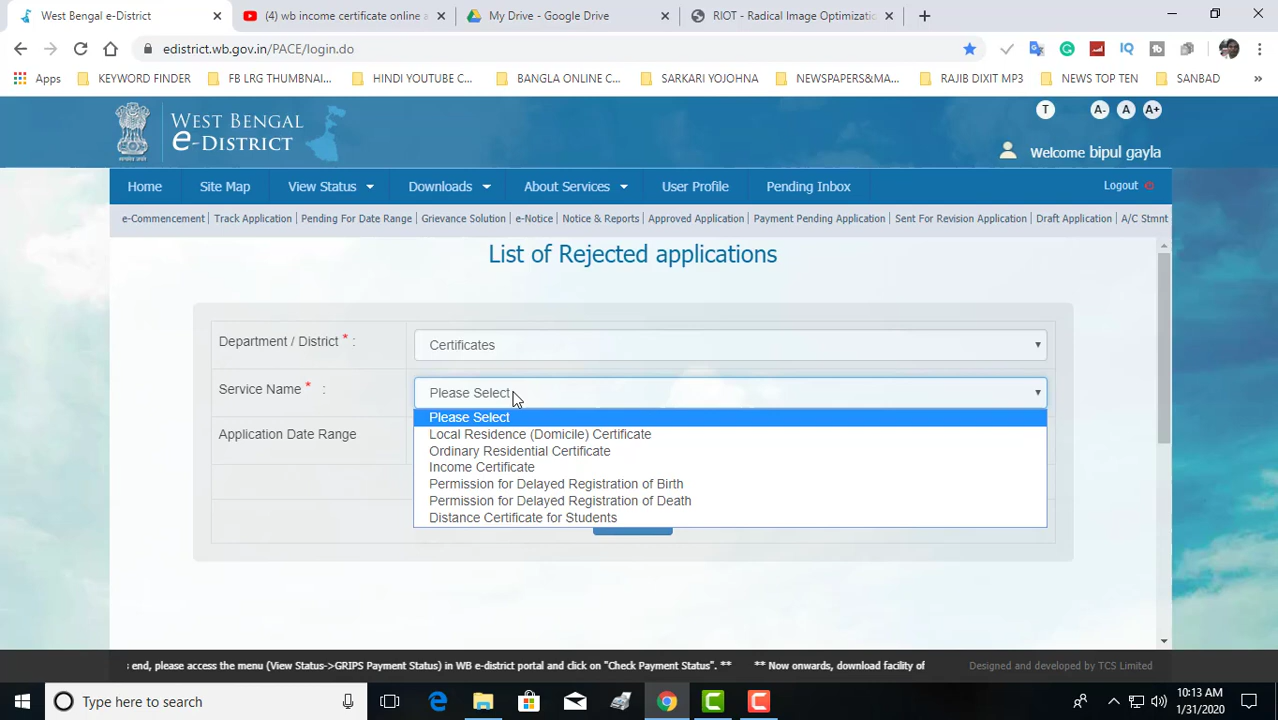 West Bengal e-District
wb income certificate online a
My Drive - Google Drive
RIOT - Radical Image Optimizatio
edistrict.wb.gov.in/PACE/login.do
Apps
KEYWORD FINDER
FB LRG THUMBNAI...
HINDI YOUTUBE C...
BANGLA ONLINE C...
SARKARI YOJOHNA
NEWSPAPERS&MA...
RAJIB DIXIT MP3
NEWS TOP TEN
SANBAD
WEST BENGAL
e-DISTRICT
T A- A A+
Welcome bipul gayla
Home Site Map View Status Downloads About Services User Profile Pending Inbox Logout
e-Commencement| Track Application| Pending For Date Range| Grievance Solution| e-Notice| Notice & Reports| Approved Application| Payment Pending Application| Sent For Revision Application| Draft Application| A/C Stmnt
List of Rejected applications
Department / District * :
Certificates
Service Name * :
Please Select
Please Select
Local Residence (Domicile) Certificate
Application Date Range
Ordinary Residential Certificate
Income Certificate
Permission for Delayed Registration of Birth
Permission for Delayed Registration of Death
Distance Certificate for Students
s end, please access the menu (View Status->GRIPS Payment Status) in WB e-district portal and click on "Check Payment Status". ** ** Now onwards, download facility of
Designed and developed by TCS Limited
Type here to search
10:13 AM
1/31/2020